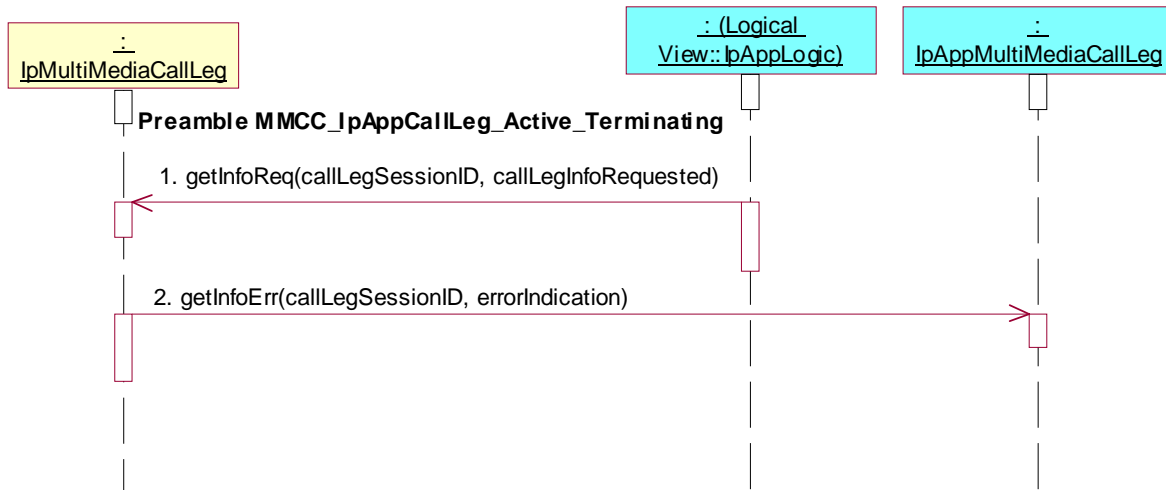 :
IpMultiMediaCallLeg
: (Logical
View::IpAppLogic)
:
IpAppMultiMediaCallLeg
Preamble MMCC_IpAppCallLeg_Active_Terminating
1. getInfoReq(callLegSessionID, callLegInfoRequested)
2. getInfoErr(callLegSessionID, errorIndication)